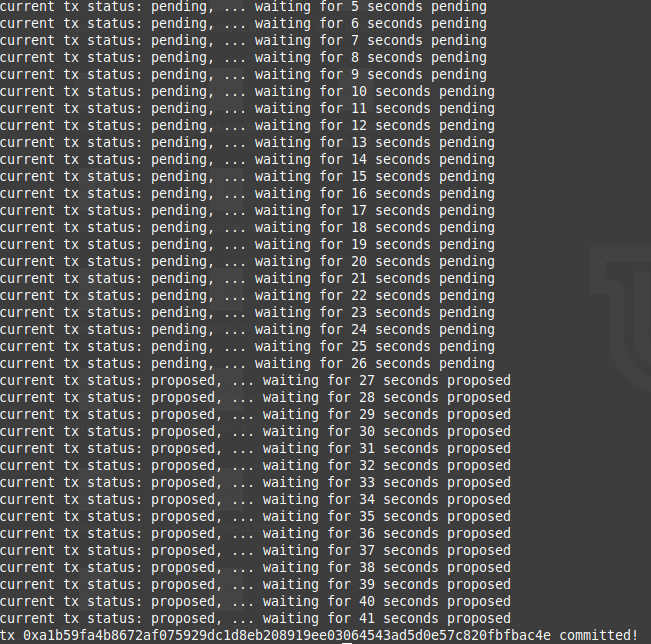 current tx status: pending, ... waiting for 5 seconds pending
current tx status: pending, ... waiting for 6 seconds pending
current tx status: pending, ... waiting for 7 seconds pending
current tx status: pending, ... waiting for 8 seconds pending
current tx status: pending, ... waiting for 9 seconds pending
current tx status: pending, ... waiting for 10 seconds pending
current tx status: pending, ... waiting for 11 seconds pending
current tx status: pending, ... waiting for 12 seconds pending
current tx status: pending, ... waiting for 13 seconds pending
current tx status: pending, ... waiting for 14 seconds pending
current tx status: pending, ... waiting for 15 seconds pending
current tx status: pending, ... waiting for 16 seconds pending
current tx status: pending, ... waiting for 17 seconds pending
current tx status: pending, ... waiting for 18 seconds pending
current tx status: pending, ... waiting for 19 seconds pending
current tx status: pending, ... waiting for 20 seconds pending
current tx status: pending, ... waiting for 21 seconds pending
current tx status: pending, ... waiting for 22 seconds pending
current tx status: pending, ... waiting for 23 seconds pending
current tx status: pending, ... waiting for 24 seconds pending
current tx status: pending, ... waiting for 25 seconds pending
current tx status: pending, ... waiting for 26 seconds pending
current tx status: proposed, ... waiting for 27 seconds proposed
current tx status: proposed, ... waiting for 28 seconds proposed
current tx status: proposed, ... waiting for 29 seconds proposed
current tx status: proposed, ... waiting for 30 seconds proposed
current tx status: proposed, ... waiting for 31 seconds proposed
current tx status: proposed, ... waiting for 32 seconds proposed
current tx status: proposed, ... waiting for 33 seconds proposed
current tx status: proposed, ... waiting for 34 seconds proposed
current tx status: proposed, ... waiting for 35 seconds proposed
current tx status: proposed, ... waiting for 36 seconds proposed
current tx status: proposed, ... waiting for 37 seconds proposed
current tx status: proposed, ... waiting for 38 seconds proposed
current tx status: proposed, ... waiting for 39 seconds proposed
current tx status: proposed, ... waiting for 40 seconds proposed
current tx status: proposed, ... waiting for 41 seconds proposed
tx 0xa1b59fa4b8672af075929dc1d8eb208919ee03064543ad5d0e57c820fbfbac4e committed!